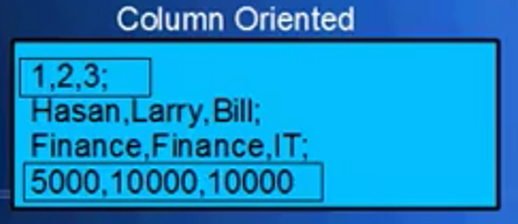 Column Oriented
1,2,3;
Hasan,Larry,Bill;
Finance,Finance,IT;
5000,10000,10000